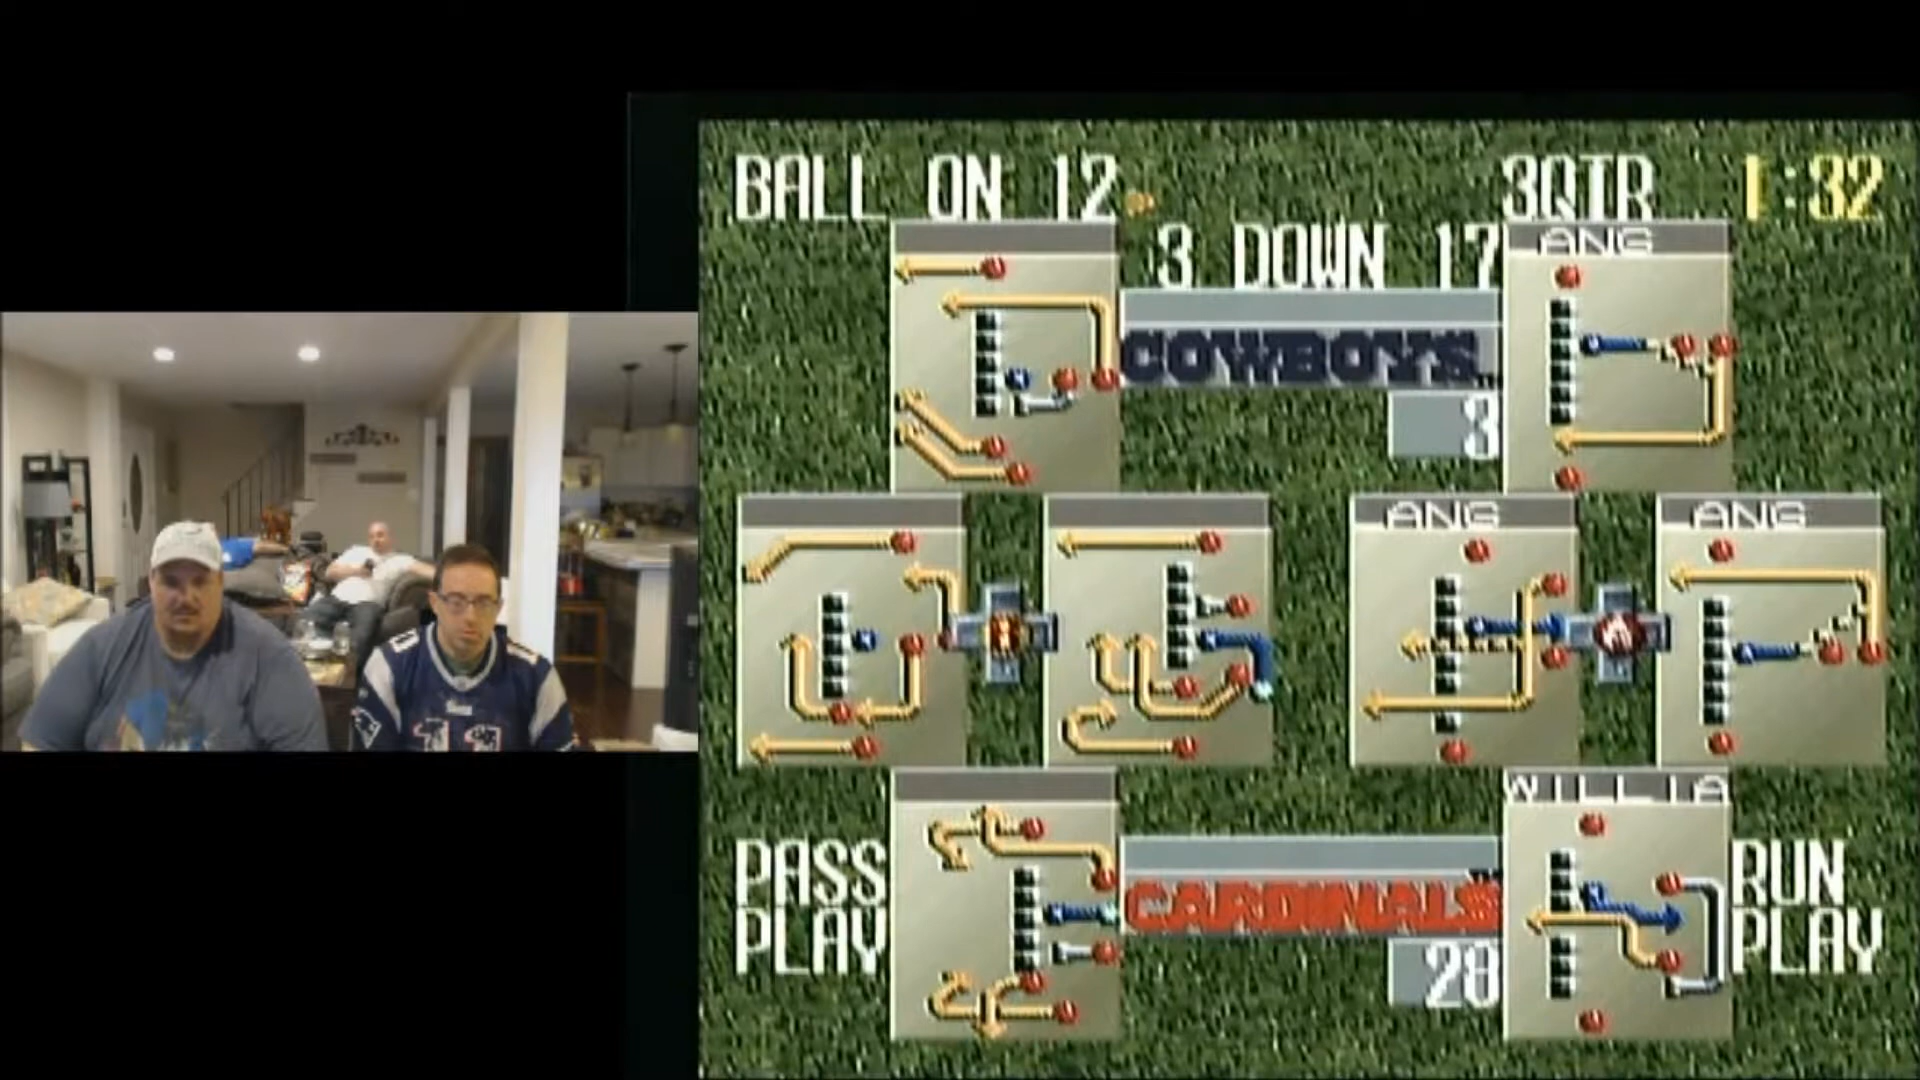 BALL ON 12
3QTR 1:32
3 DOWN 17
ANG
COWBOYS
3
ANG
ANG
WILLIA
PASS
PLAY
CARDINALS
28
RUN
PLAY